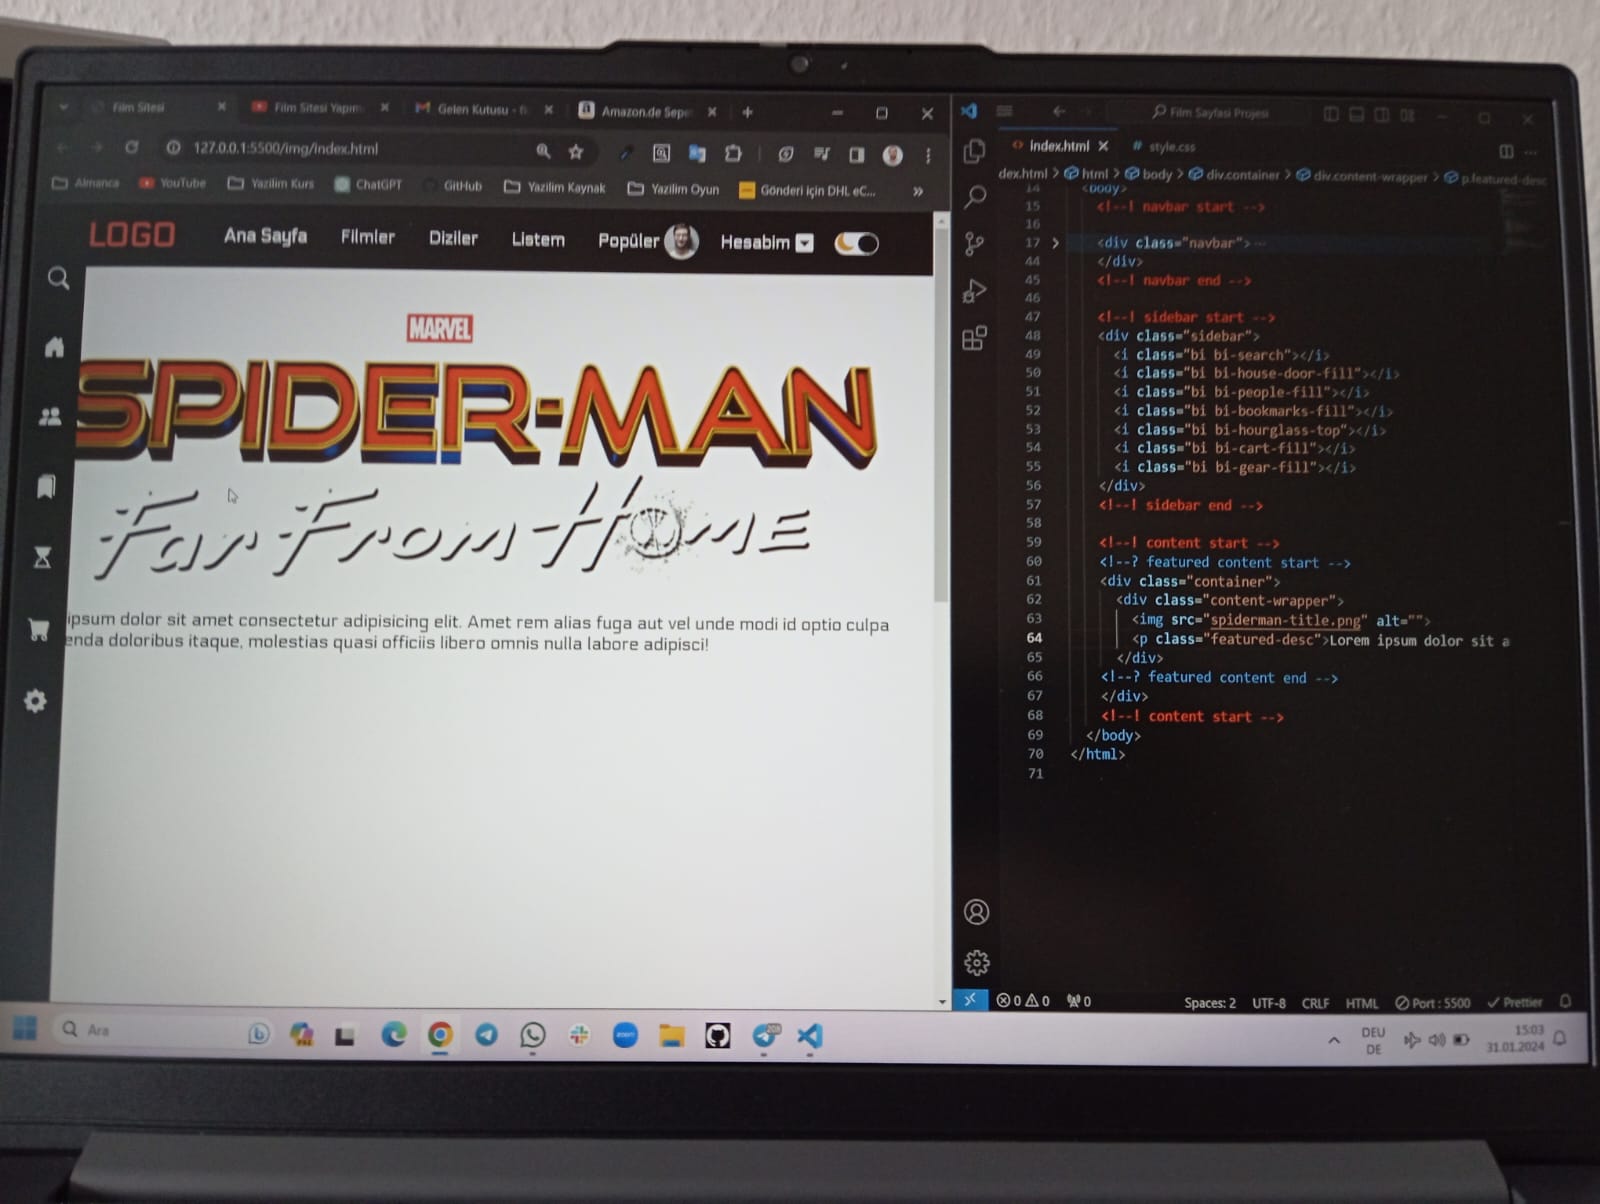 Film Sitesi
Film Sitesi Yapım
Gelen Kutusu - fi
Amazon.de Sepe
127.0.0.1:5500/img/index.html
Almanca
YouTube
Yazilim Kurs
ChatGPT
GitHub
Yazilim Kaynak
Yazilim Oyun
Gönderi için DHL eC...
»
LOGO
Ana Sayfa
Filmler
Diziler
Listem
Popüler
Hesabim
MARVEL
SPIDER-MAN
Far From Home
ipsum dolor sit amet consectetur adipisicing elit. Amet rem alias fuga aut vel unde modi id optio culpa
enda doloribus itaque, molestias quasi officiis libero omnis nulla labore adipisci!
Film Sayfasi Projesi
index.html
# style.css
dex.html > html > body > div.container > div.content-wrapper > p.featured-desc
14 <body>
15 <!--! navbar start -->
16
17 <div class="navbar">...
44 </div>
45 <!--! navbar end -->
46
47 <!--! sidebar start -->
48 <div class="sidebar">
49 <i class="bi bi-search"></i>
50 <i class="bi bi-house-door-fill"></i>
51 <i class="bi bi-people-fill"></i>
52 <i class="bi bi-bookmarks-fill"></i>
53 <i class="bi bi-hourglass-top"></i>
54 <i class="bi bi-cart-fill"></i>
55 <i class="bi bi-gear-fill"></i>
56 </div>
57 <!--! sidebar end -->
58
59 <!--! content start -->
60 <!--? featured content start -->
61 <div class="container">
62 <div class="content-wrapper">
63 <img src="spiderman-title.png" alt="">
64 <p class="featured-desc">Lorem ipsum dolor sit a
65 </div>
66 <!--? featured content end -->
67 </div>
68 <!--! content start -->
69 </body>
70 </html>
71
0 0 0
Spaces: 2 UTF-8 CRLF HTML Port : 5500 Prettier
Ara
PRE
zoom
208
DEU
DE
15:03
31.01.2024